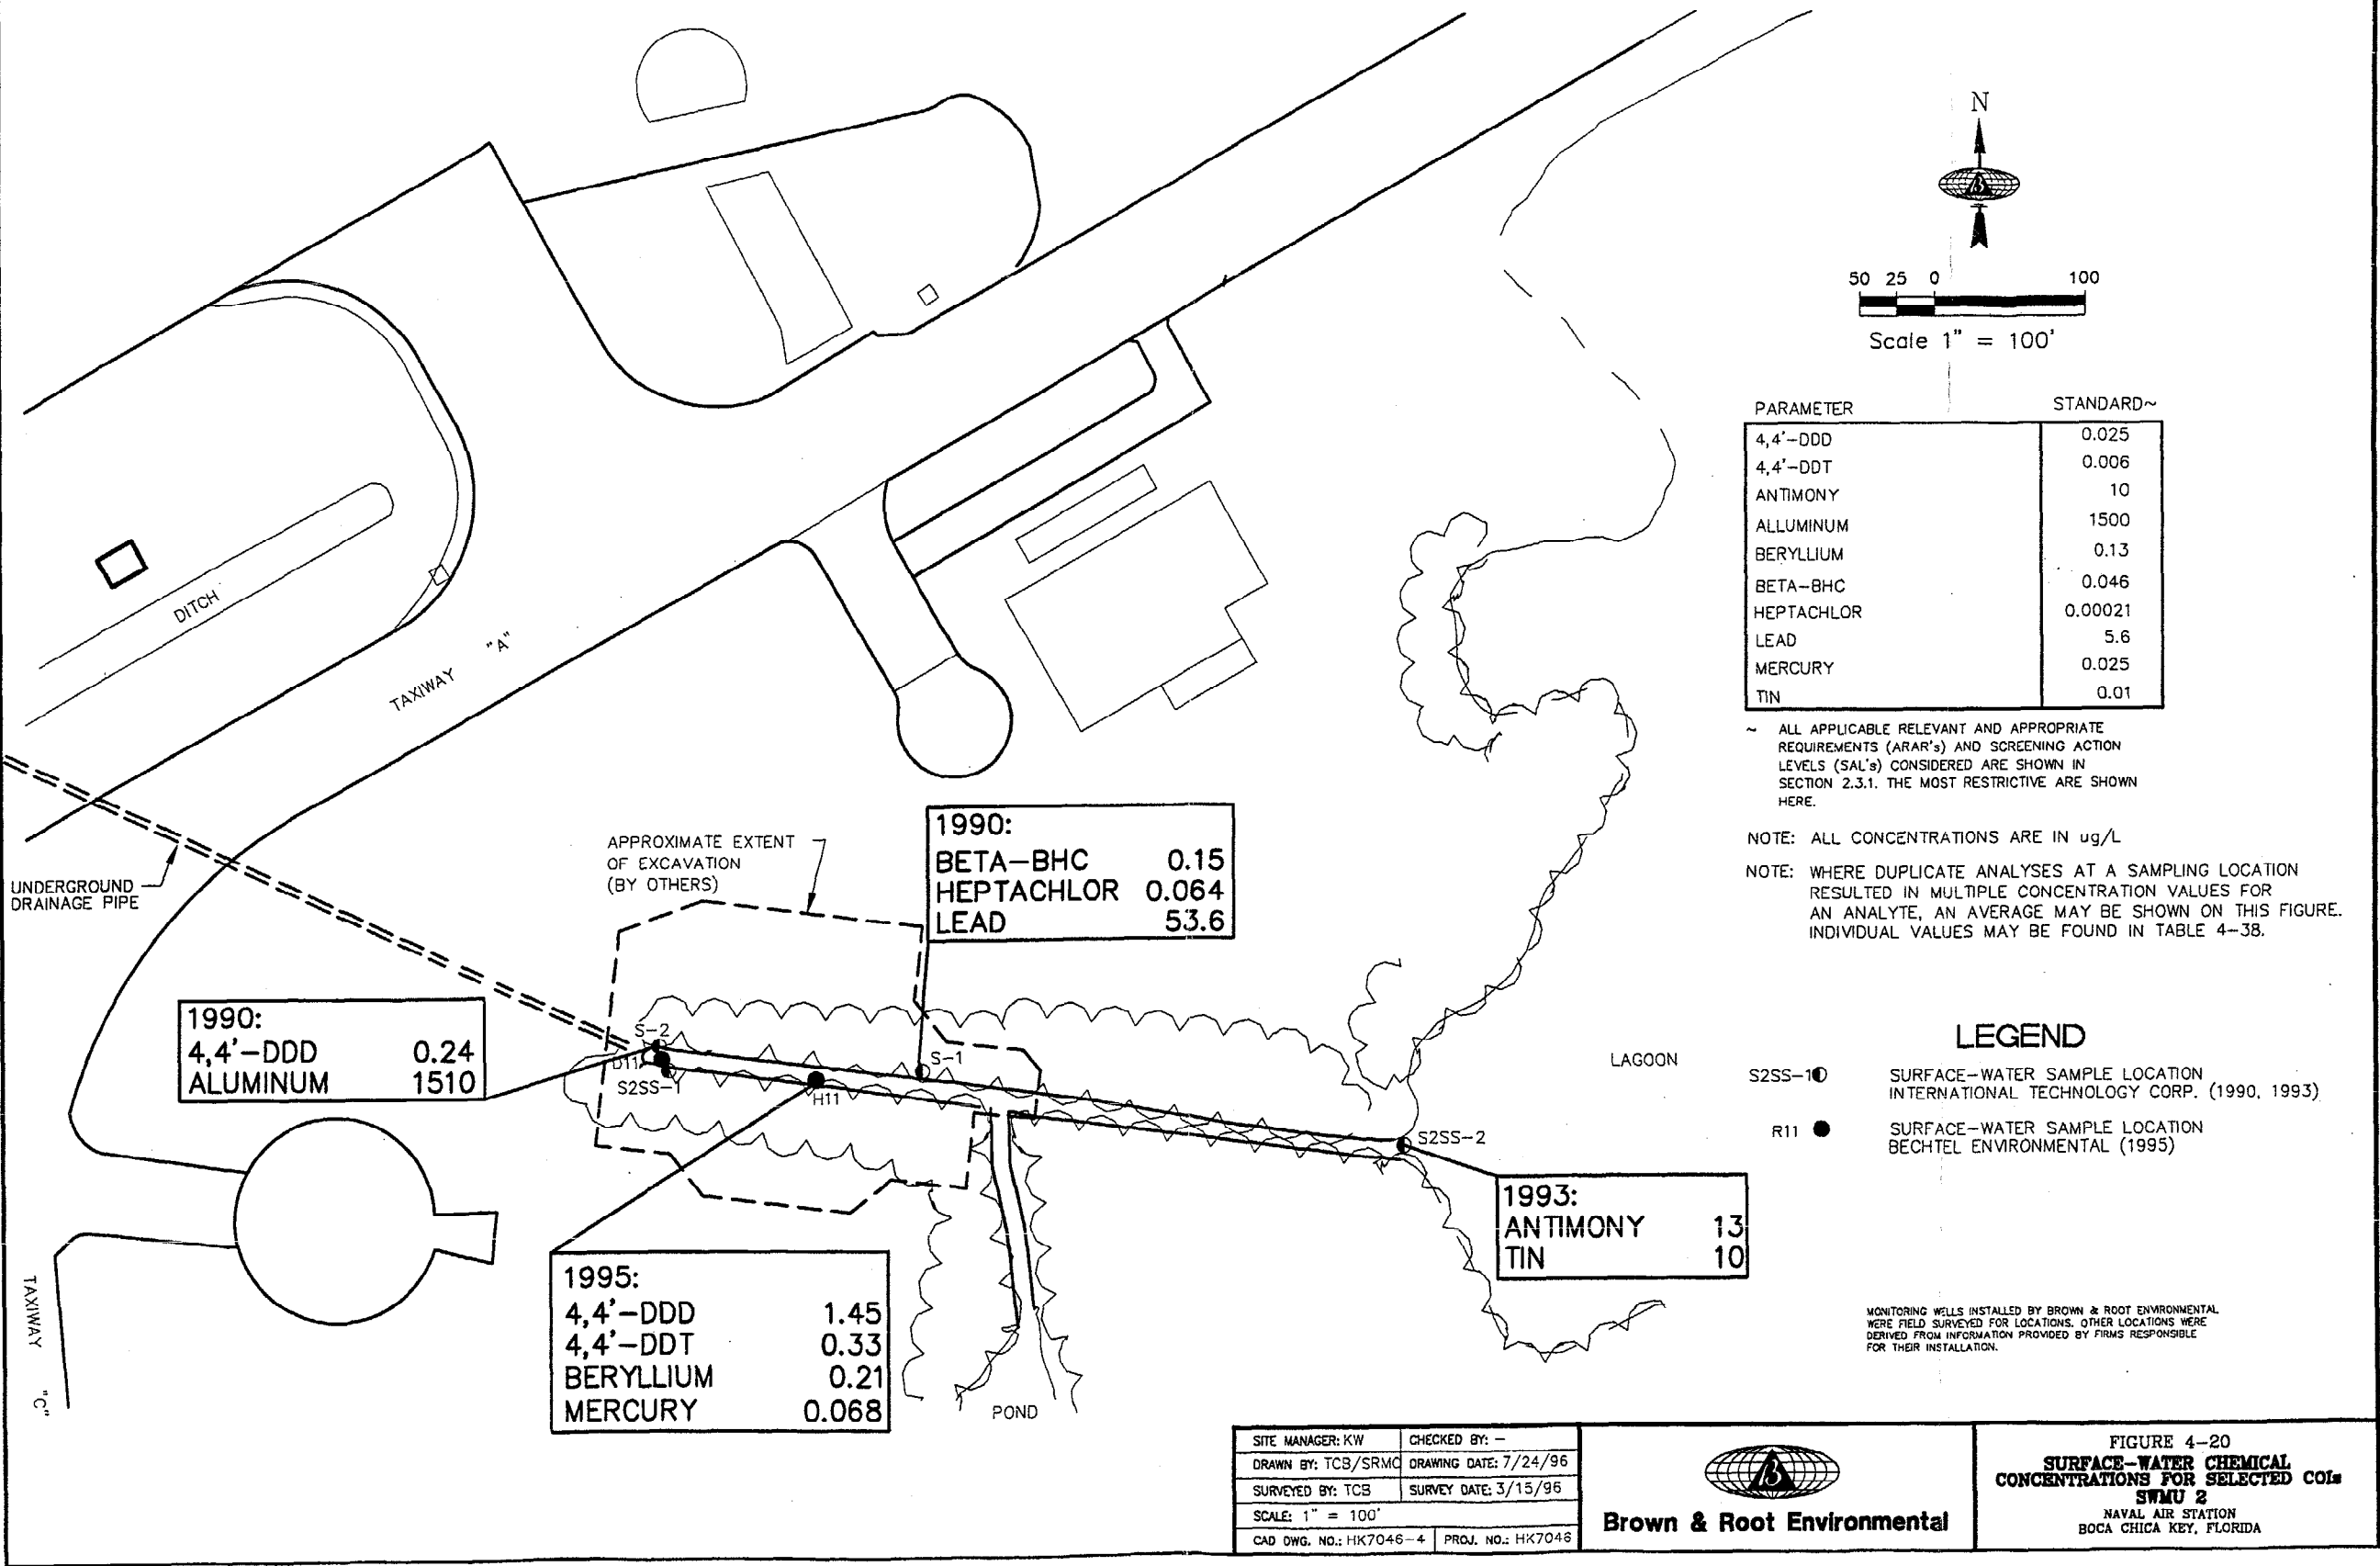 N
50 25 0 100
Scale 1" = 100'
PARAMETER STANDARD~
4,4'-DDD 0.025
4,4'-DDT 0.006
ANTIMONY 10
ALLUMINUM 1500
BERYLLIUM 0.13
BETA-BHC 0.046
HEPTACHLOR 0.00021
LEAD 5.6
MERCURY 0.025
TIN 0.01
~ ALL APPLICABLE RELEVANT AND APPROPRIATE
REQUIREMENTS (ARAR's) AND SCREENING ACTION
LEVELS (SAL's) CONSIDERED ARE SHOWN IN
SECTION 2.3.1. THE MOST RESTRICTIVE ARE SHOWN
HERE.
NOTE: ALL CONCENTRATIONS ARE IN ug/L
NOTE: WHERE DUPLICATE ANALYSES AT A SAMPLING LOCATION
RESULTED IN MULTIPLE CONCENTRATION VALUES FOR
AN ANALYTE, AN AVERAGE MAY BE SHOWN ON THIS FIGURE.
INDIVIDUAL VALUES MAY BE FOUND IN TABLE 4-38.
DITCH
TAXIWAY "A"
UNDERGROUND
DRAINAGE PIPE
APPROXIMATE EXTENT
OF EXCAVATION
(BY OTHERS)
1990:
BETA-BHC 0.15
HEPTACHLOR 0.064
LEAD 53.6
1990:
4,4'-DDD 0.24
ALUMINUM 1510
S-2
D11
S2SS-1
H11
S-1
S2SS-2
LAGOON
LEGEND
S2SS-1 SURFACE-WATER SAMPLE LOCATION
INTERNATIONAL TECHNOLOGY CORP. (1990, 1993)
R11 SURFACE-WATER SAMPLE LOCATION
BECHTEL ENVIRONMENTAL (1995)
1993:
ANTIMONY 13
TIN 10
1995:
4,4'-DDD 1.45
4,4'-DDT 0.33
BERYLLIUM 0.21
MERCURY 0.068
TAXIWAY "C"
POND
MONITORING WELLS INSTALLED BY BROWN & ROOT ENVIRONMENTAL
WERE FIELD SURVEYED FOR LOCATIONS. OTHER LOCATIONS WERE
DERIVED FROM INFORMATION PROVIDED BY FIRMS RESPONSIBLE
FOR THEIR INSTALLATION.
SITE MANAGER: KW CHECKED BY: -
DRAWN BY: TCB/SRMC DRAWING DATE: 7/24/96
SURVEYED BY: TCB SURVEY DATE: 3/15/96
SCALE: 1" = 100'
CAD DWG. NO.: HK7046-4 PROJ. NO.: HK7046
Brown & Root Environmental
FIGURE 4-20
SURFACE-WATER CHEMICAL
CONCENTRATIONS FOR SELECTED COIs
SWMU 2
NAVAL AIR STATION
BOCA CHICA KEY, FLORIDA